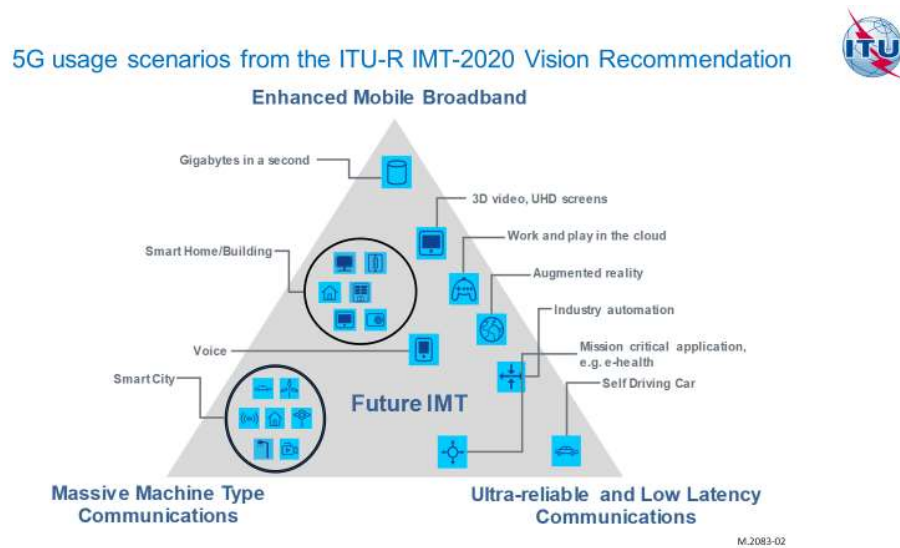 ITU
5G usage scenarios from the ITU-R IMT-2020 Vision Recommendation
Enhanced Mobile Broadband
Gigabytes in a second
3D video, UHD screens
Smart Home/Building
Work and play in the cloud
Augmented reality
Industry automation
Voice
Mission critical application,
e.g. e-health
Smart City
Self Driving Car
Future IMT
Massive Machine Type
Communications
Ultra-reliable and Low Latency
Communications
M.2083-02